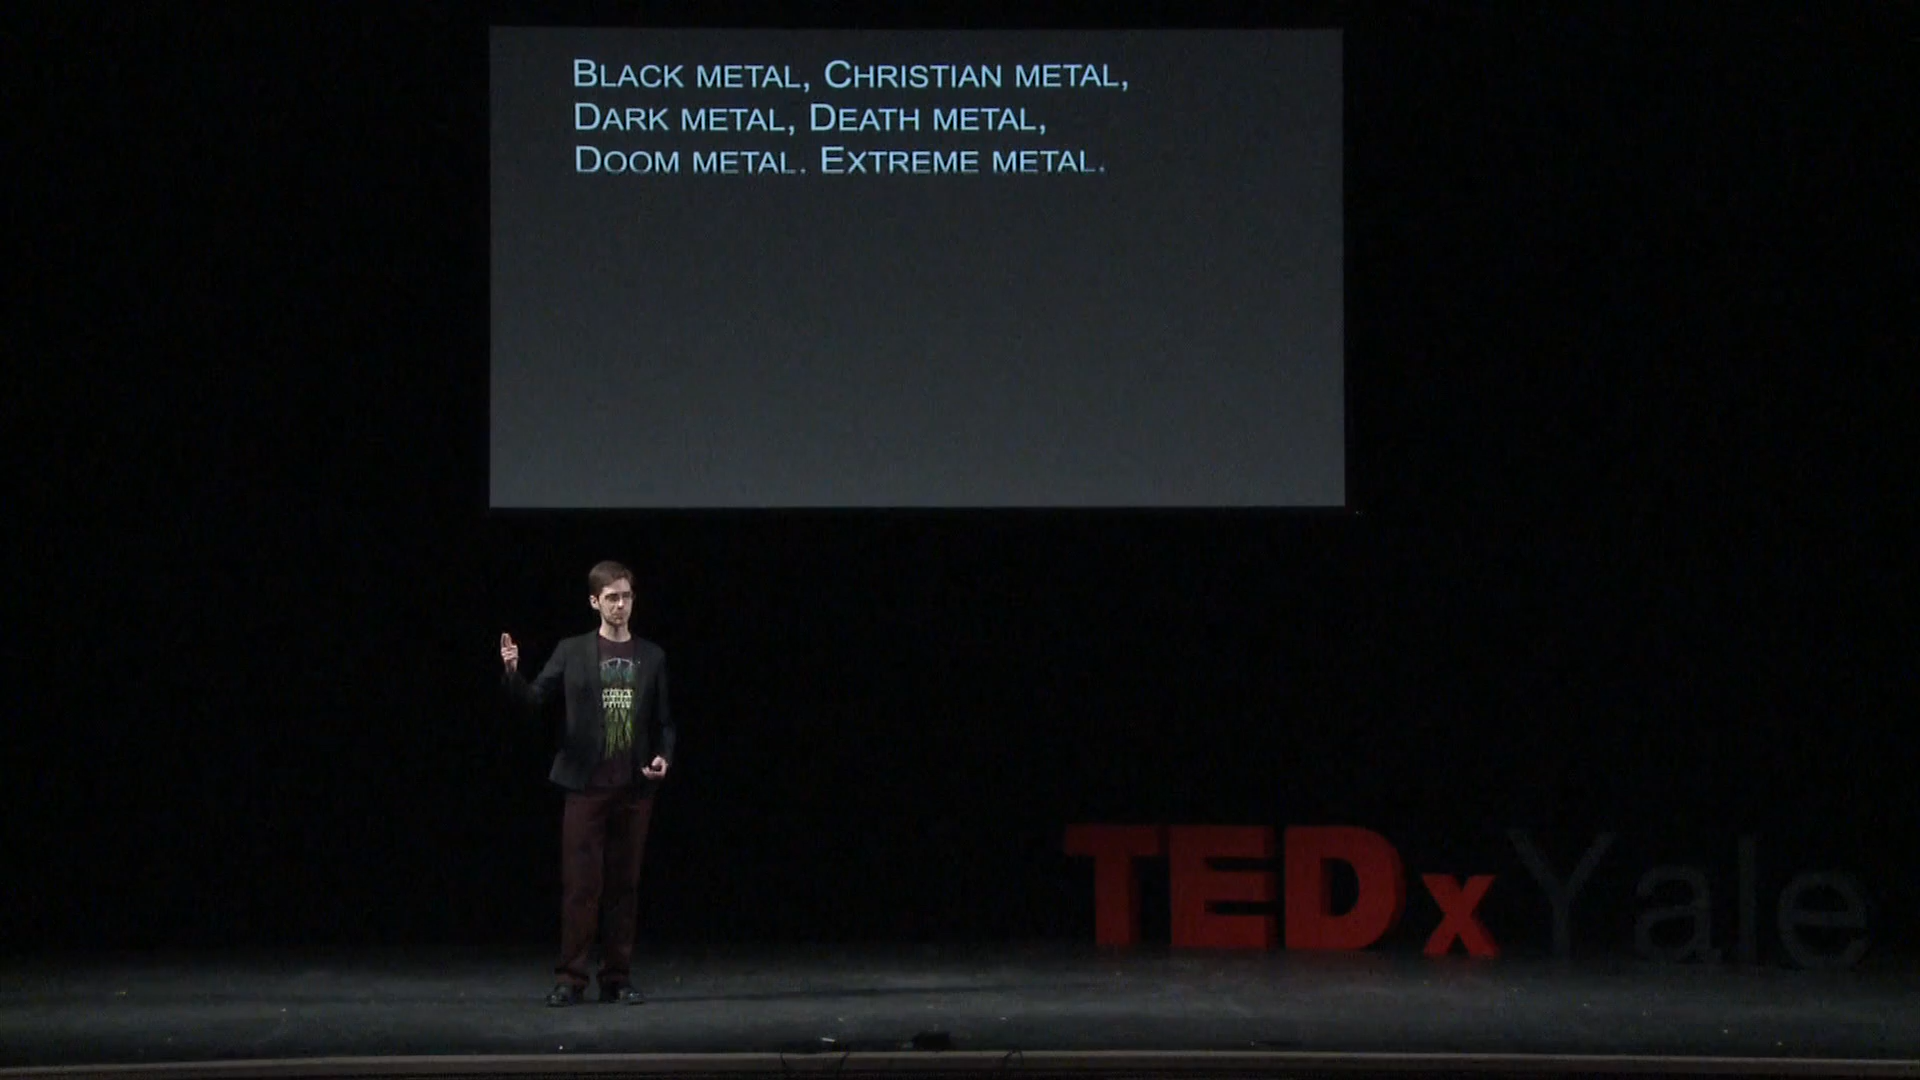 BLACK METAL, CHRISTIAN METAL,
DARK METAL, DEATH METAL,
DOOM METAL, EXTREME METAL,
TEDxYale